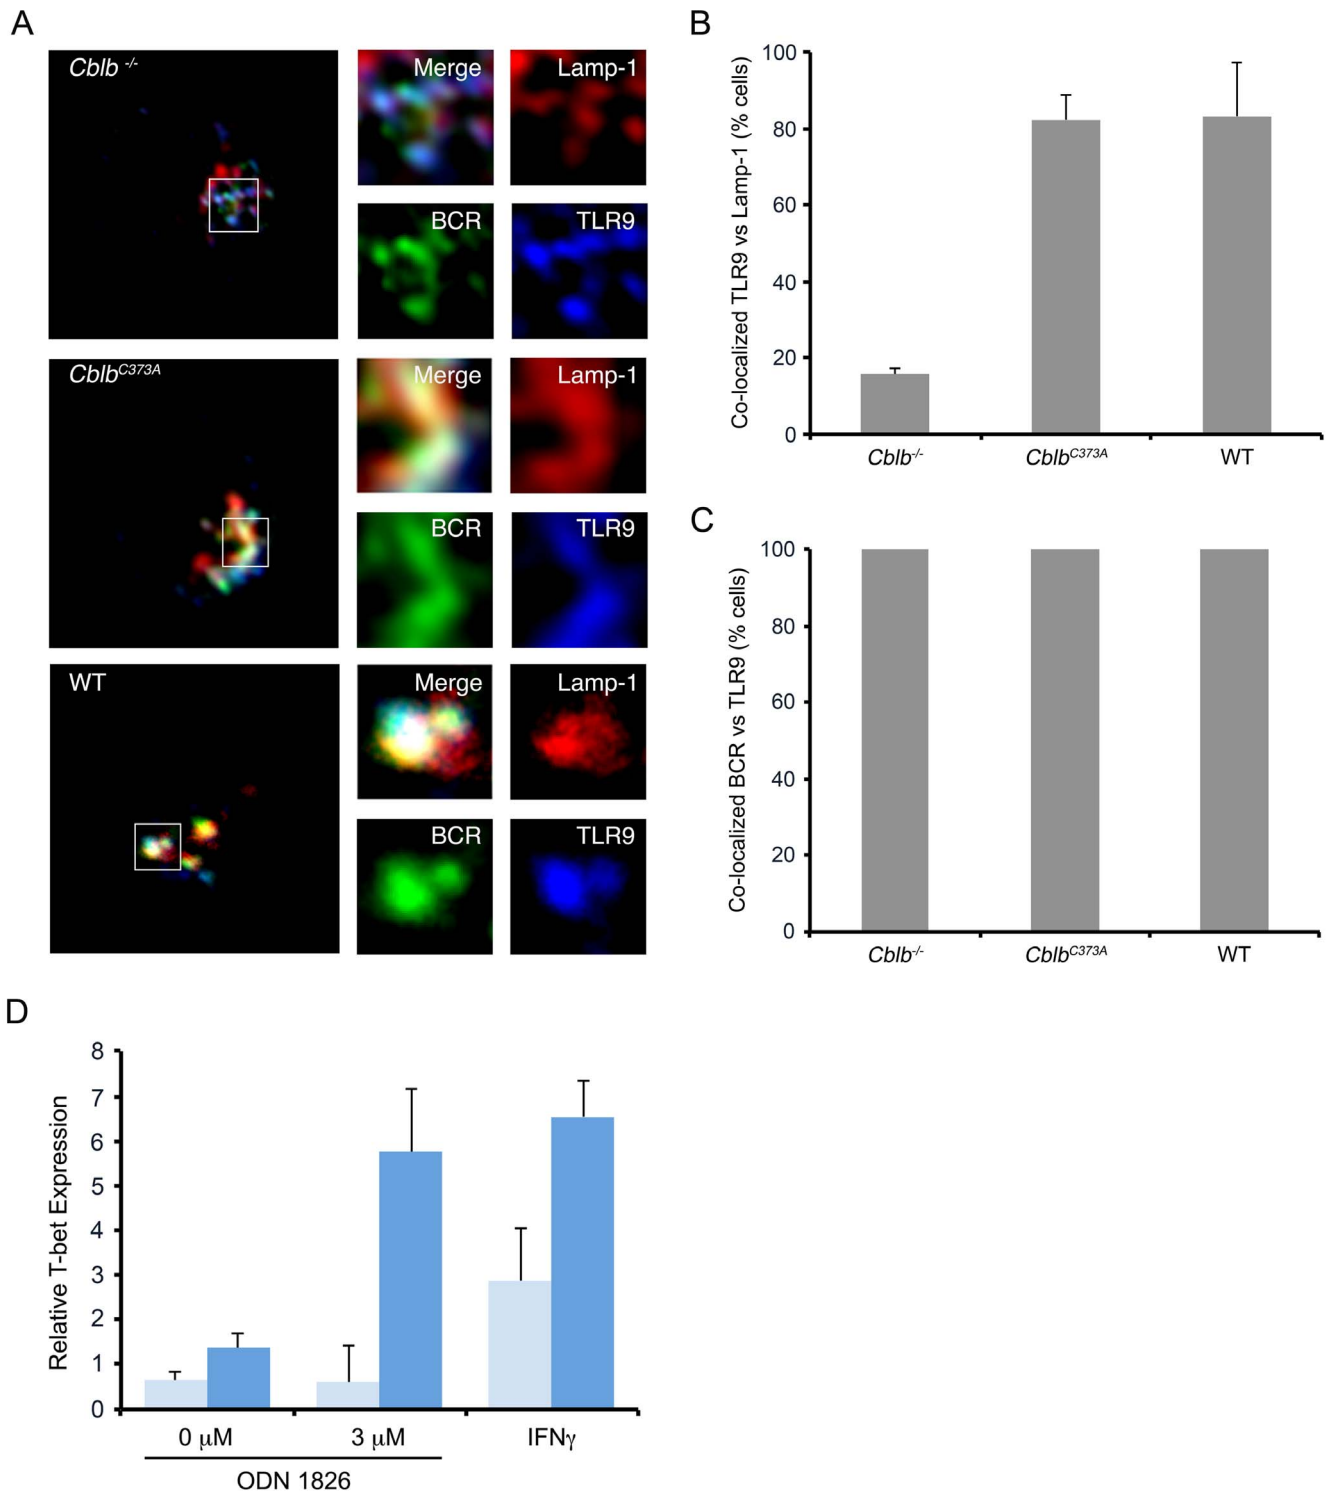 A
Cblb -/-
Merge
Lamp-1
BCR
TLR9
CblbC373A
Merge
Lamp-1
BCR
TLR9
WT
Merge
Lamp-1
BCR
TLR9
B
Co-localized TLR9 vs Lamp-1 (% cells)
100
80
60
40
20
0
Cblb-/-
CblbC373A
WT
C
Co-localized BCR vs TLR9 (% cells)
100
80
60
40
20
0
Cblb-/-
CblbC373A
WT
D
Relative T-bet Expression
8
7
6
5
4
3
2
1
0
0 µM
3 µM
IFNγ
ODN 1826